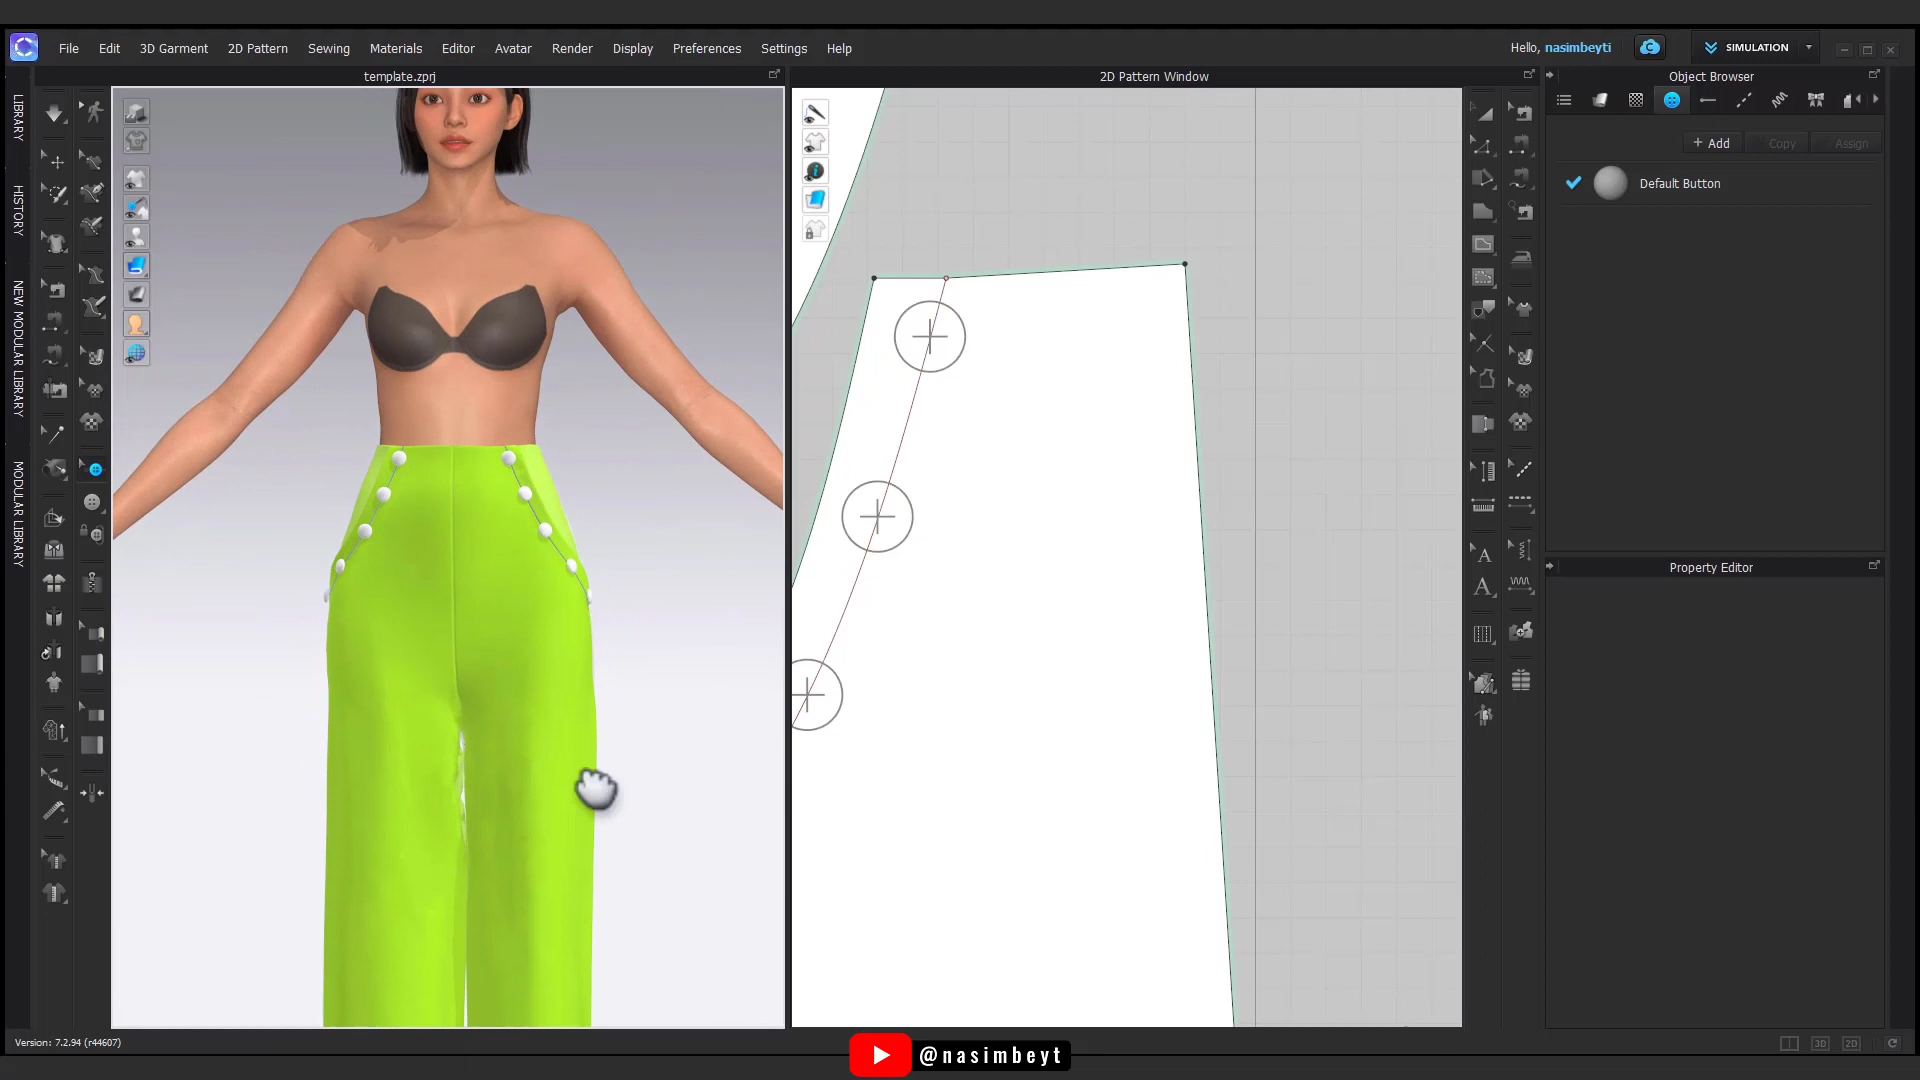 File Edit 3D Garment 2D Pattern Sewing Materials Editor Avatar Render Display Preferences Settings Help
Hello, nasimbeyti
SIMULATION
template.zprj
2D Pattern Window
Object Browser
+ Add
Copy
Assign
Default Button
Property Editor
LIBRARY
HISTORY
NEW MODULAR LIBRARY
MODULAR LIBRARY
A
A
Version: 7.2.94 (r44607)
3D
2D
@nasimbeyt